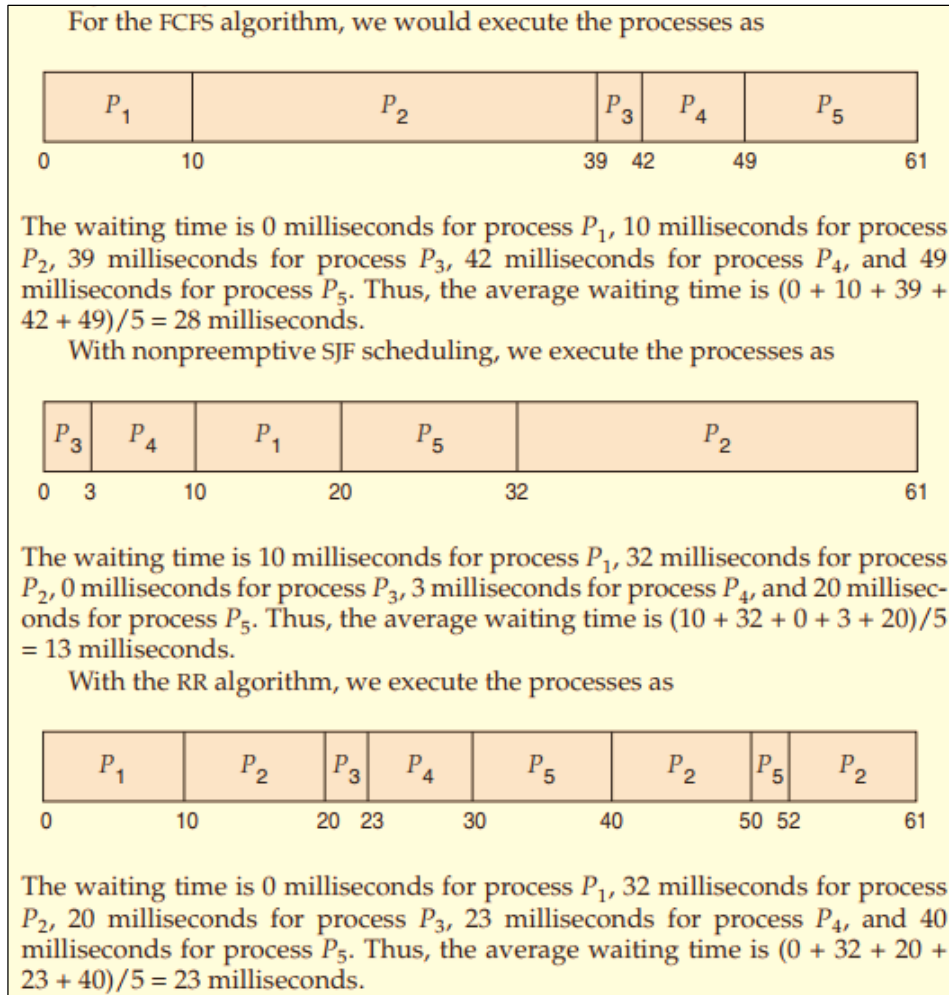 For the FCFS algorithm, we would execute the processes as
P1 P2 P3 P4 P5
0 10 39 42 49 61
The waiting time is 0 milliseconds for process P1, 10 milliseconds for process
P2, 39 milliseconds for process P3, 42 milliseconds for process P4, and 49
milliseconds for process P5. Thus, the average waiting time is (0 + 10 + 39 +
42 + 49)/5 = 28 milliseconds.
With nonpreemptive SJF scheduling, we execute the processes as
P3 P4 P1 P5 P2
0 3 10 20 32 61
The waiting time is 10 milliseconds for process P1, 32 milliseconds for process
P2, 0 milliseconds for process P3, 3 milliseconds for process P4, and 20 millisec-
onds for process P5. Thus, the average waiting time is (10 + 32 + 0 + 3 + 20)/5
= 13 milliseconds.
With the RR algorithm, we execute the processes as
P1 P2 P3 P4 P5 P2 P5 P2
0 10 20 23 30 40 50 52 61
The waiting time is 0 milliseconds for process P1, 32 milliseconds for process
P2, 20 milliseconds for process P3, 23 milliseconds for process P4, and 40
milliseconds for process P5. Thus, the average waiting time is (0 + 32 + 20 +
23 + 40)/5 = 23 milliseconds.